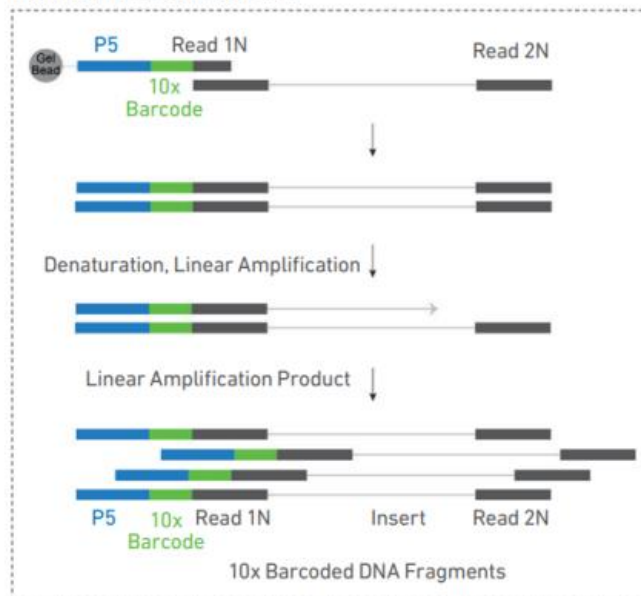 P5 Read 1N Read 2N
Gel
Bead
10x
Barcode
Denaturation, Linear Amplification
Linear Amplification Product
P5 10x Read 1N Insert Read 2N
Barcode
10x Barcoded DNA Fragments